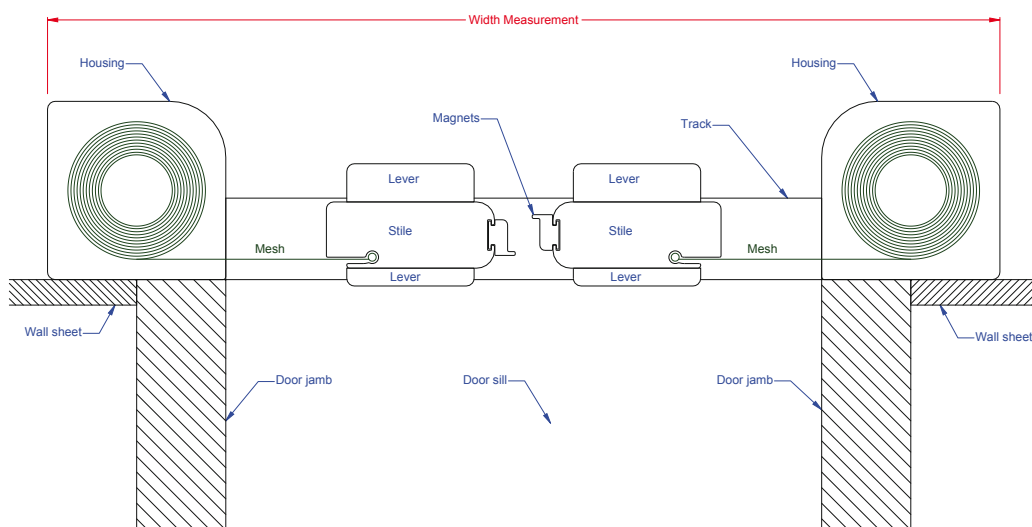 Width Measurement
Housing
Housing
Magnets
Track
Lever
Lever
Stile
Stile
Mesh
Mesh
Lever
Lever
Wall sheet
Wall sheet
Door jamb
Door sill
Door jamb